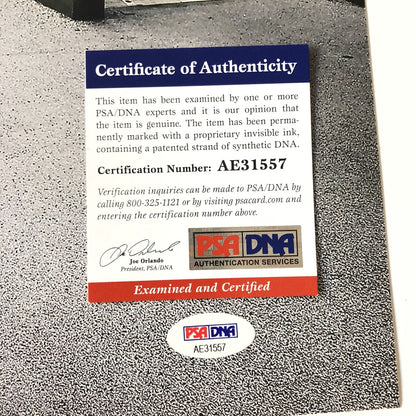 Certificate of Authenticity
This item has been examined by one or more
PSA/DNA experts and it is our opinion that
the item is genuine. The item has been perma-
nently marked with a proprietary invisible ink,
containing a patented strand of synthetic DNA.
Certification Number: AE31557
Verification inquiries can be made to PSA/DNA by
calling 800-325-1121 or by visiting psacard.com and
entering the certification number above.
Joe Orlando
President, PSA/DNA
PSA DNA
AUTHENTICATION SERVICES
Examined and Certified
PSA DNA
AE31557